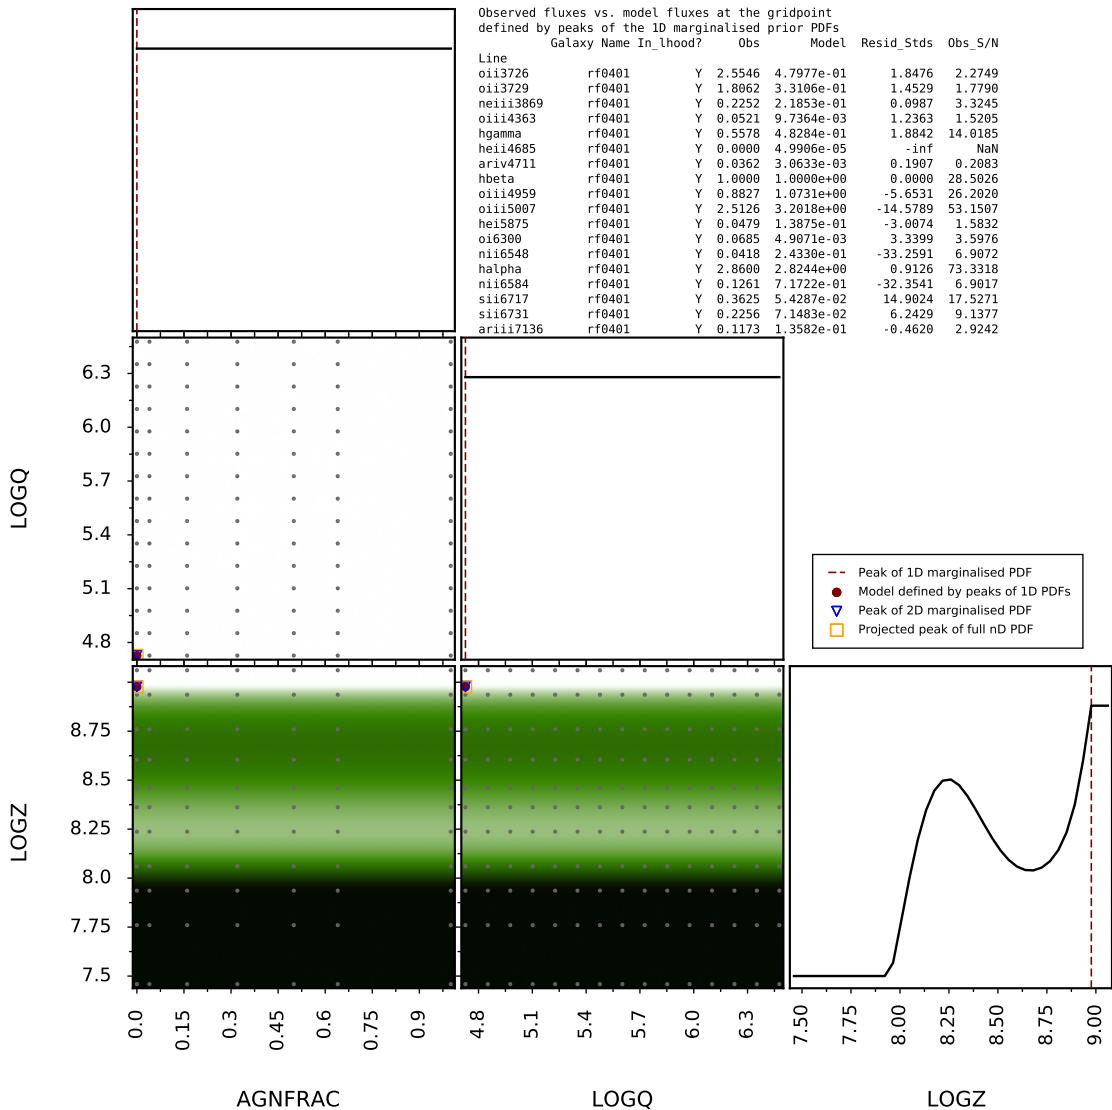 Observed fluxes vs. model fluxes at the gridpoint
defined by peaks of the 1D marginalised prior PDFs
Galaxy Name In_lhood? Obs Model Resid_Stds Obs_S/N
Line
oii3726 rf0401 Y 2.5546 4.7977e-01 1.8476 2.2749
oii3729 rf0401 Y 1.8062 3.3106e-01 1.4529 1.7790
neiii3869 rf0401 Y 0.2252 2.1853e-01 0.0987 3.3245
oiii4363 rf0401 Y 0.0521 9.7364e-03 1.2363 1.5205
hgamma rf0401 Y 0.5578 4.8284e-01 1.8842 14.0185
heii4685 rf0401 Y 0.0000 4.9906e-05 -inf NaN
ariv4711 rf0401 Y 0.0362 3.0633e-03 0.1907 0.2083
hbeta rf0401 Y 1.0000 1.0000e+00 0.0000 28.5026
oiii4959 rf0401 Y 0.8827 1.0731e+00 -5.6531 26.2020
oiii5007 rf0401 Y 2.5126 3.2018e+00 -14.5789 53.1507
hei5875 rf0401 Y 0.0479 1.3875e-01 -3.0074 1.5832
oi6300 rf0401 Y 0.0685 4.9071e-03 3.3399 3.5976
nii6548 rf0401 Y 0.0418 2.4330e-01 -33.2591 6.9072
halpha rf0401 Y 2.8600 2.8244e+00 0.9126 73.3318
nii6584 rf0401 Y 0.1261 7.1722e-01 -32.3541 6.9017
sii6717 rf0401 Y 0.3625 5.4287e-02 14.9024 17.5271
sii6731 rf0401 Y 0.2256 7.1483e-02 6.2429 9.1377
ariii7136 rf0401 Y 0.1173 1.3582e-01 -0.4620 2.9242
6.3
6.0
5.7
5.4
5.1
4.8
LOGQ
Peak of 1D marginalised PDF
Model defined by peaks of 1D PDFs
Peak of 2D marginalised PDF
Projected peak of full nD PDF
8.75
8.5
8.25
8.0
7.75
7.5
LOGZ
0.0 0.15 0.3 0.45 0.6 0.75 0.9
4.8 5.1 5.4 5.7 6.0 6.3
7.50 7.75 8.00 8.25 8.50 8.75 9.00
AGNFRAC LOGQ LOGZ